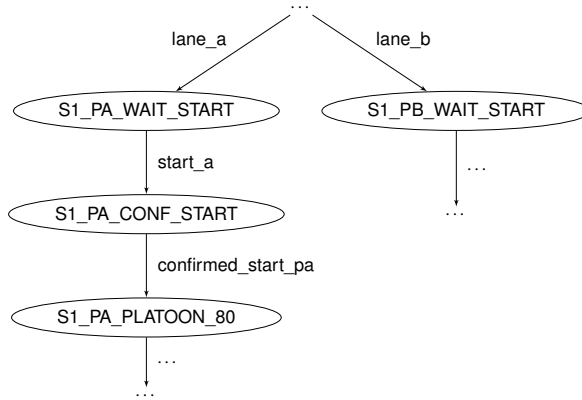 ...
lane_a
lane_b
S1_PA_WAIT_START
S1_PB_WAIT_START
start_a
...
S1_PA_CONF_START
...
confirmed_start_pa
S1_PA_PLATOON_80
...
...